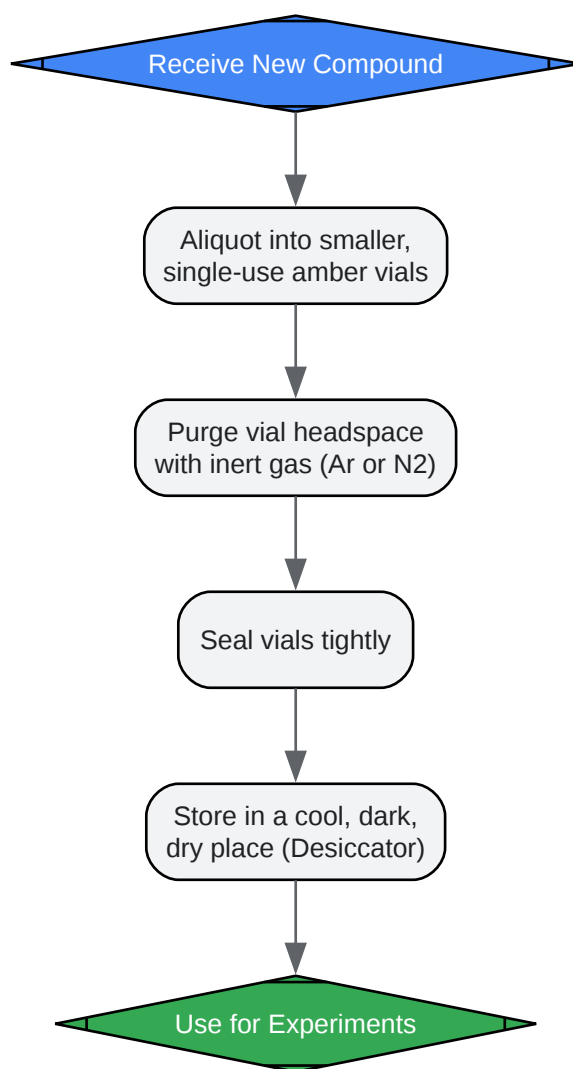 Receive New Compound
Aliquot into smaller,
single-use amber vials
Purge vial headspace
with inert gas (Ar or N2)
Seal vials tightly
Store in a cool, dark,
dry place (Desiccator)
Use for Experiments